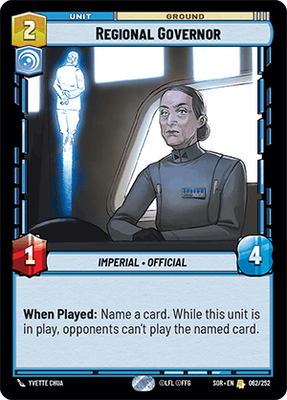 UNIT
GROUND
2
REGIONAL GOVERNOR
1
4
IMPERIAL • OFFICIAL
When Played: Name a card. While this unit is
in play, opponents can't play the named card.
YVETTE CHUA
©LFL ©FFG
SOR • EN
062/252